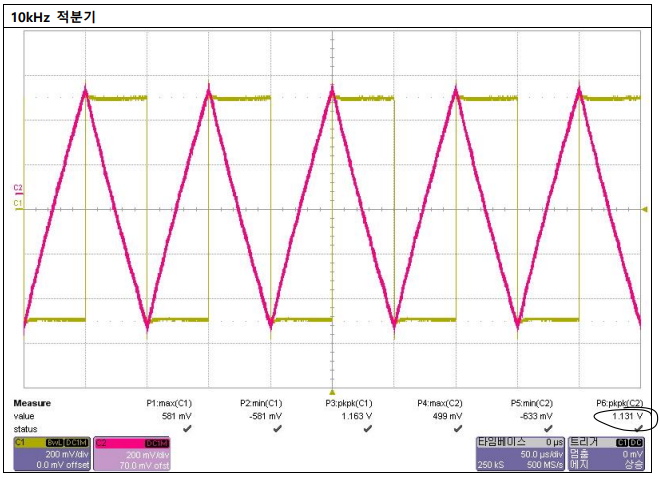 10kHz 적분기
C2
C1
Measure P1:max(C1) P2:min(C1) P3:pkpk(C1) P4:max(C2) P5:min(C2) P6:pkpk(C2)
value 581 mV -581 mV 1.163 V 499 mV -633 mV 1.131 V
status
C1 BwL DC1M C2 DC1M 타임베이스 0 µs 트리거 C1 DC
200 mV/div 200 mV/div 50.0 µs/div 멈춤 0 mV
0.0 mV offset 70.0 mV ofst 250 kS 500 MS/s 에지 상승